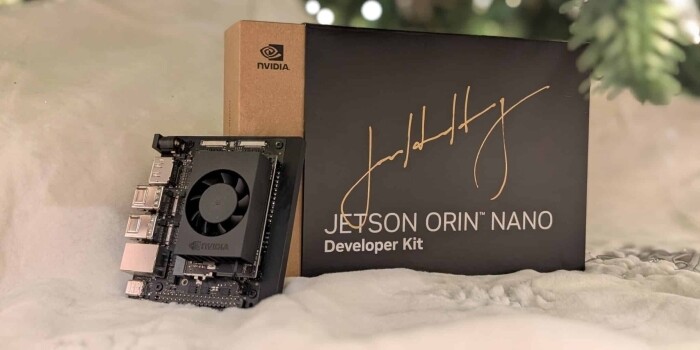 NVIDIA
JETSON ORIN™ NANO
Developer Kit
NVIDIA